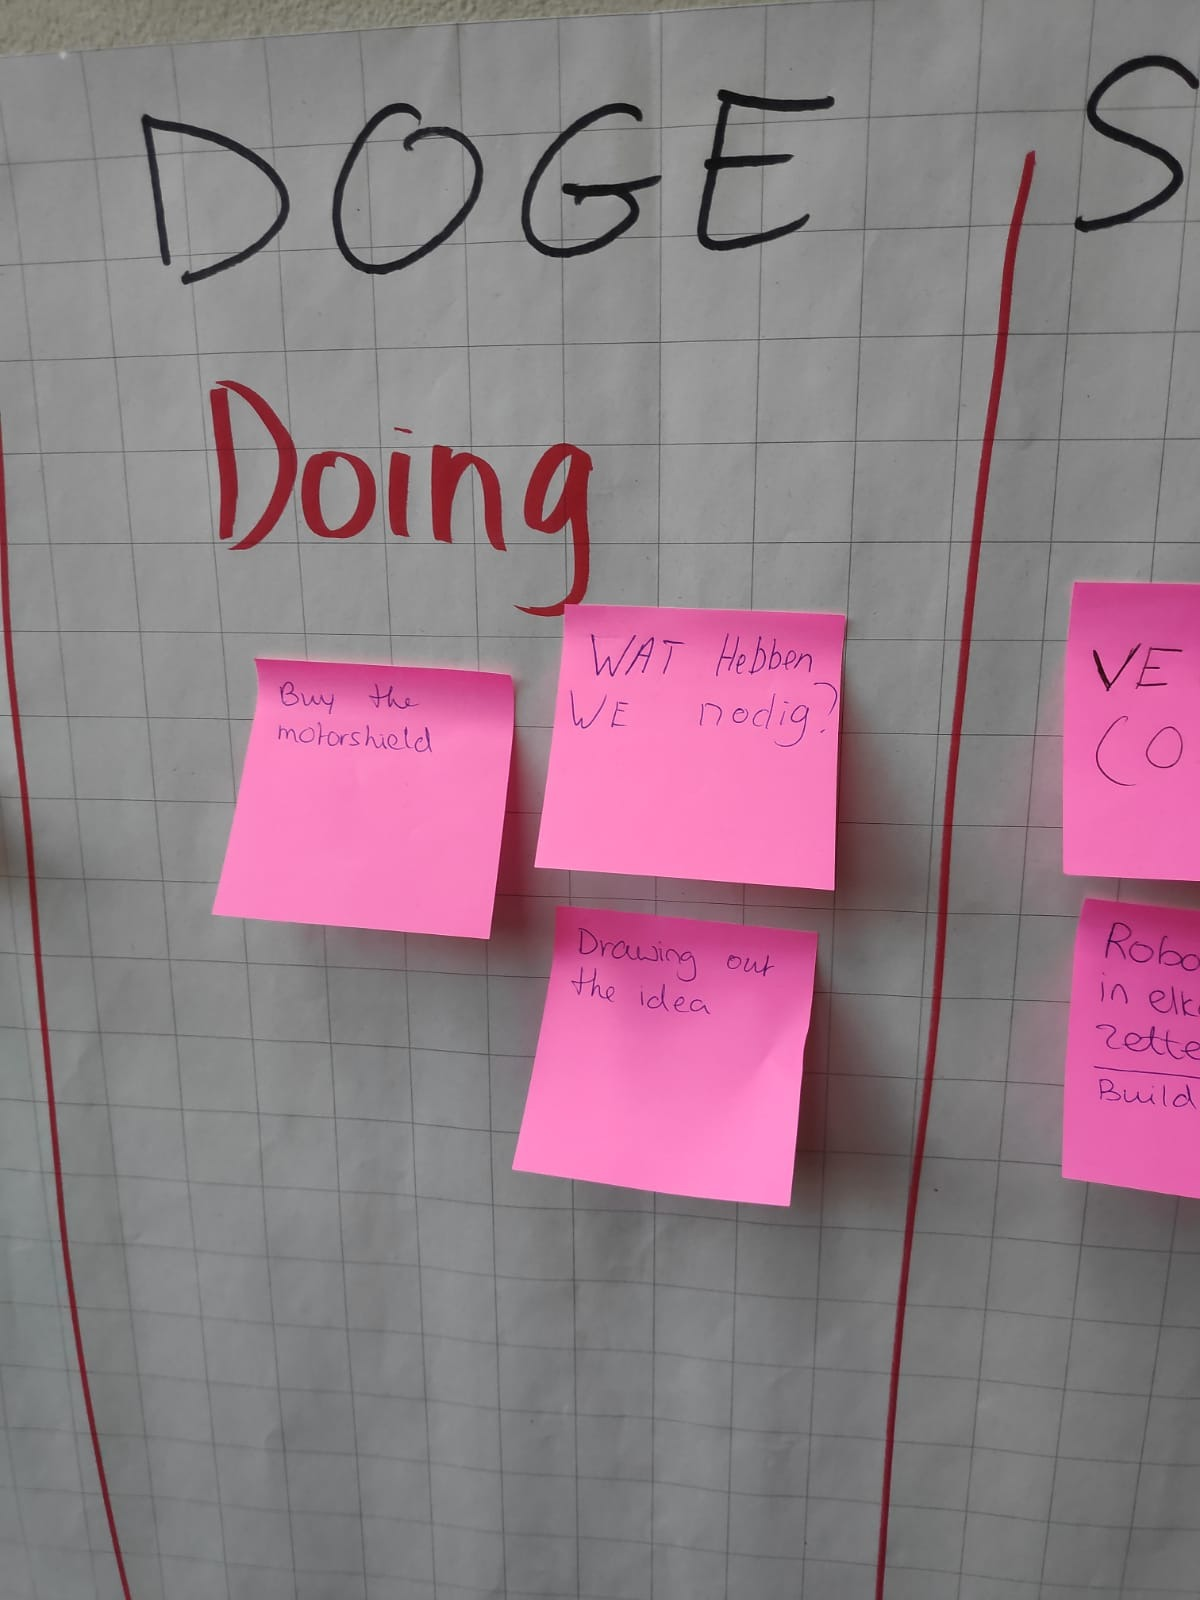 DOGE S
Doing
Buy the
motorshield
WAT Hebben
WE nodig?
Drawing out
the idea
VE
CO
Robo
in elk
zette
Build